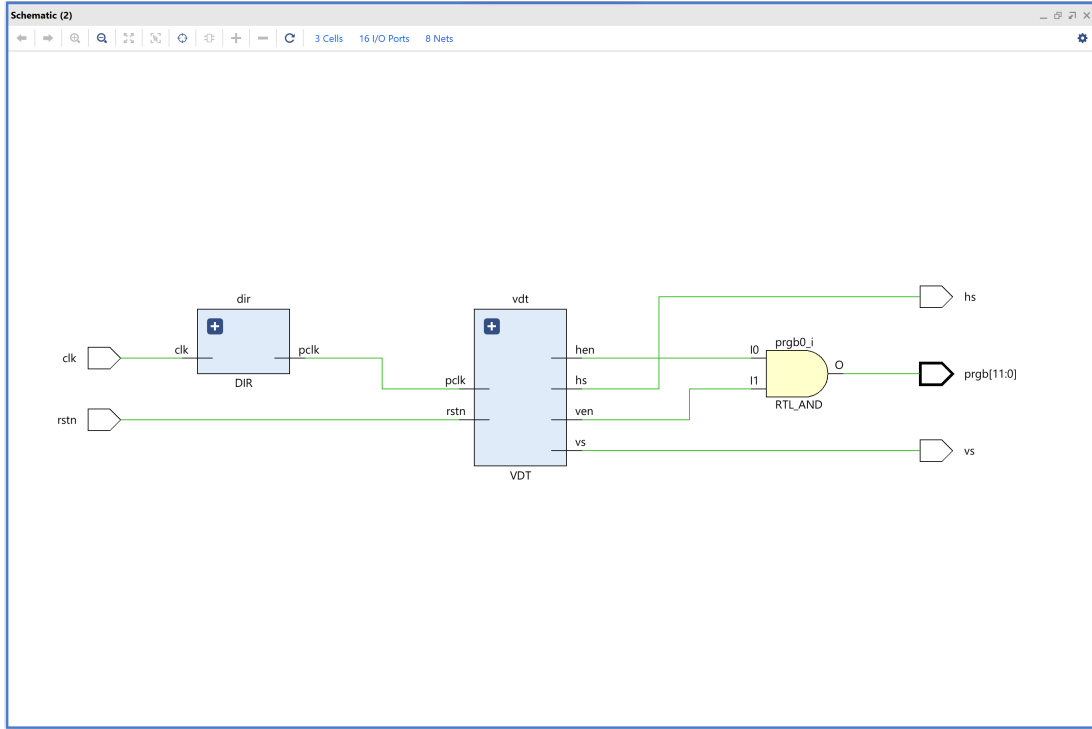 Schematic (2)
3 Cells 16 I/O Ports 8 Nets
dir
vdt
hs
clk
clk
pclk
DIR
pclk
rstn
rstn
hen
hs
ven
vs
VDT
prgb0_i
I0
I1
O
RTL_AND
prgb[11:0]
vs